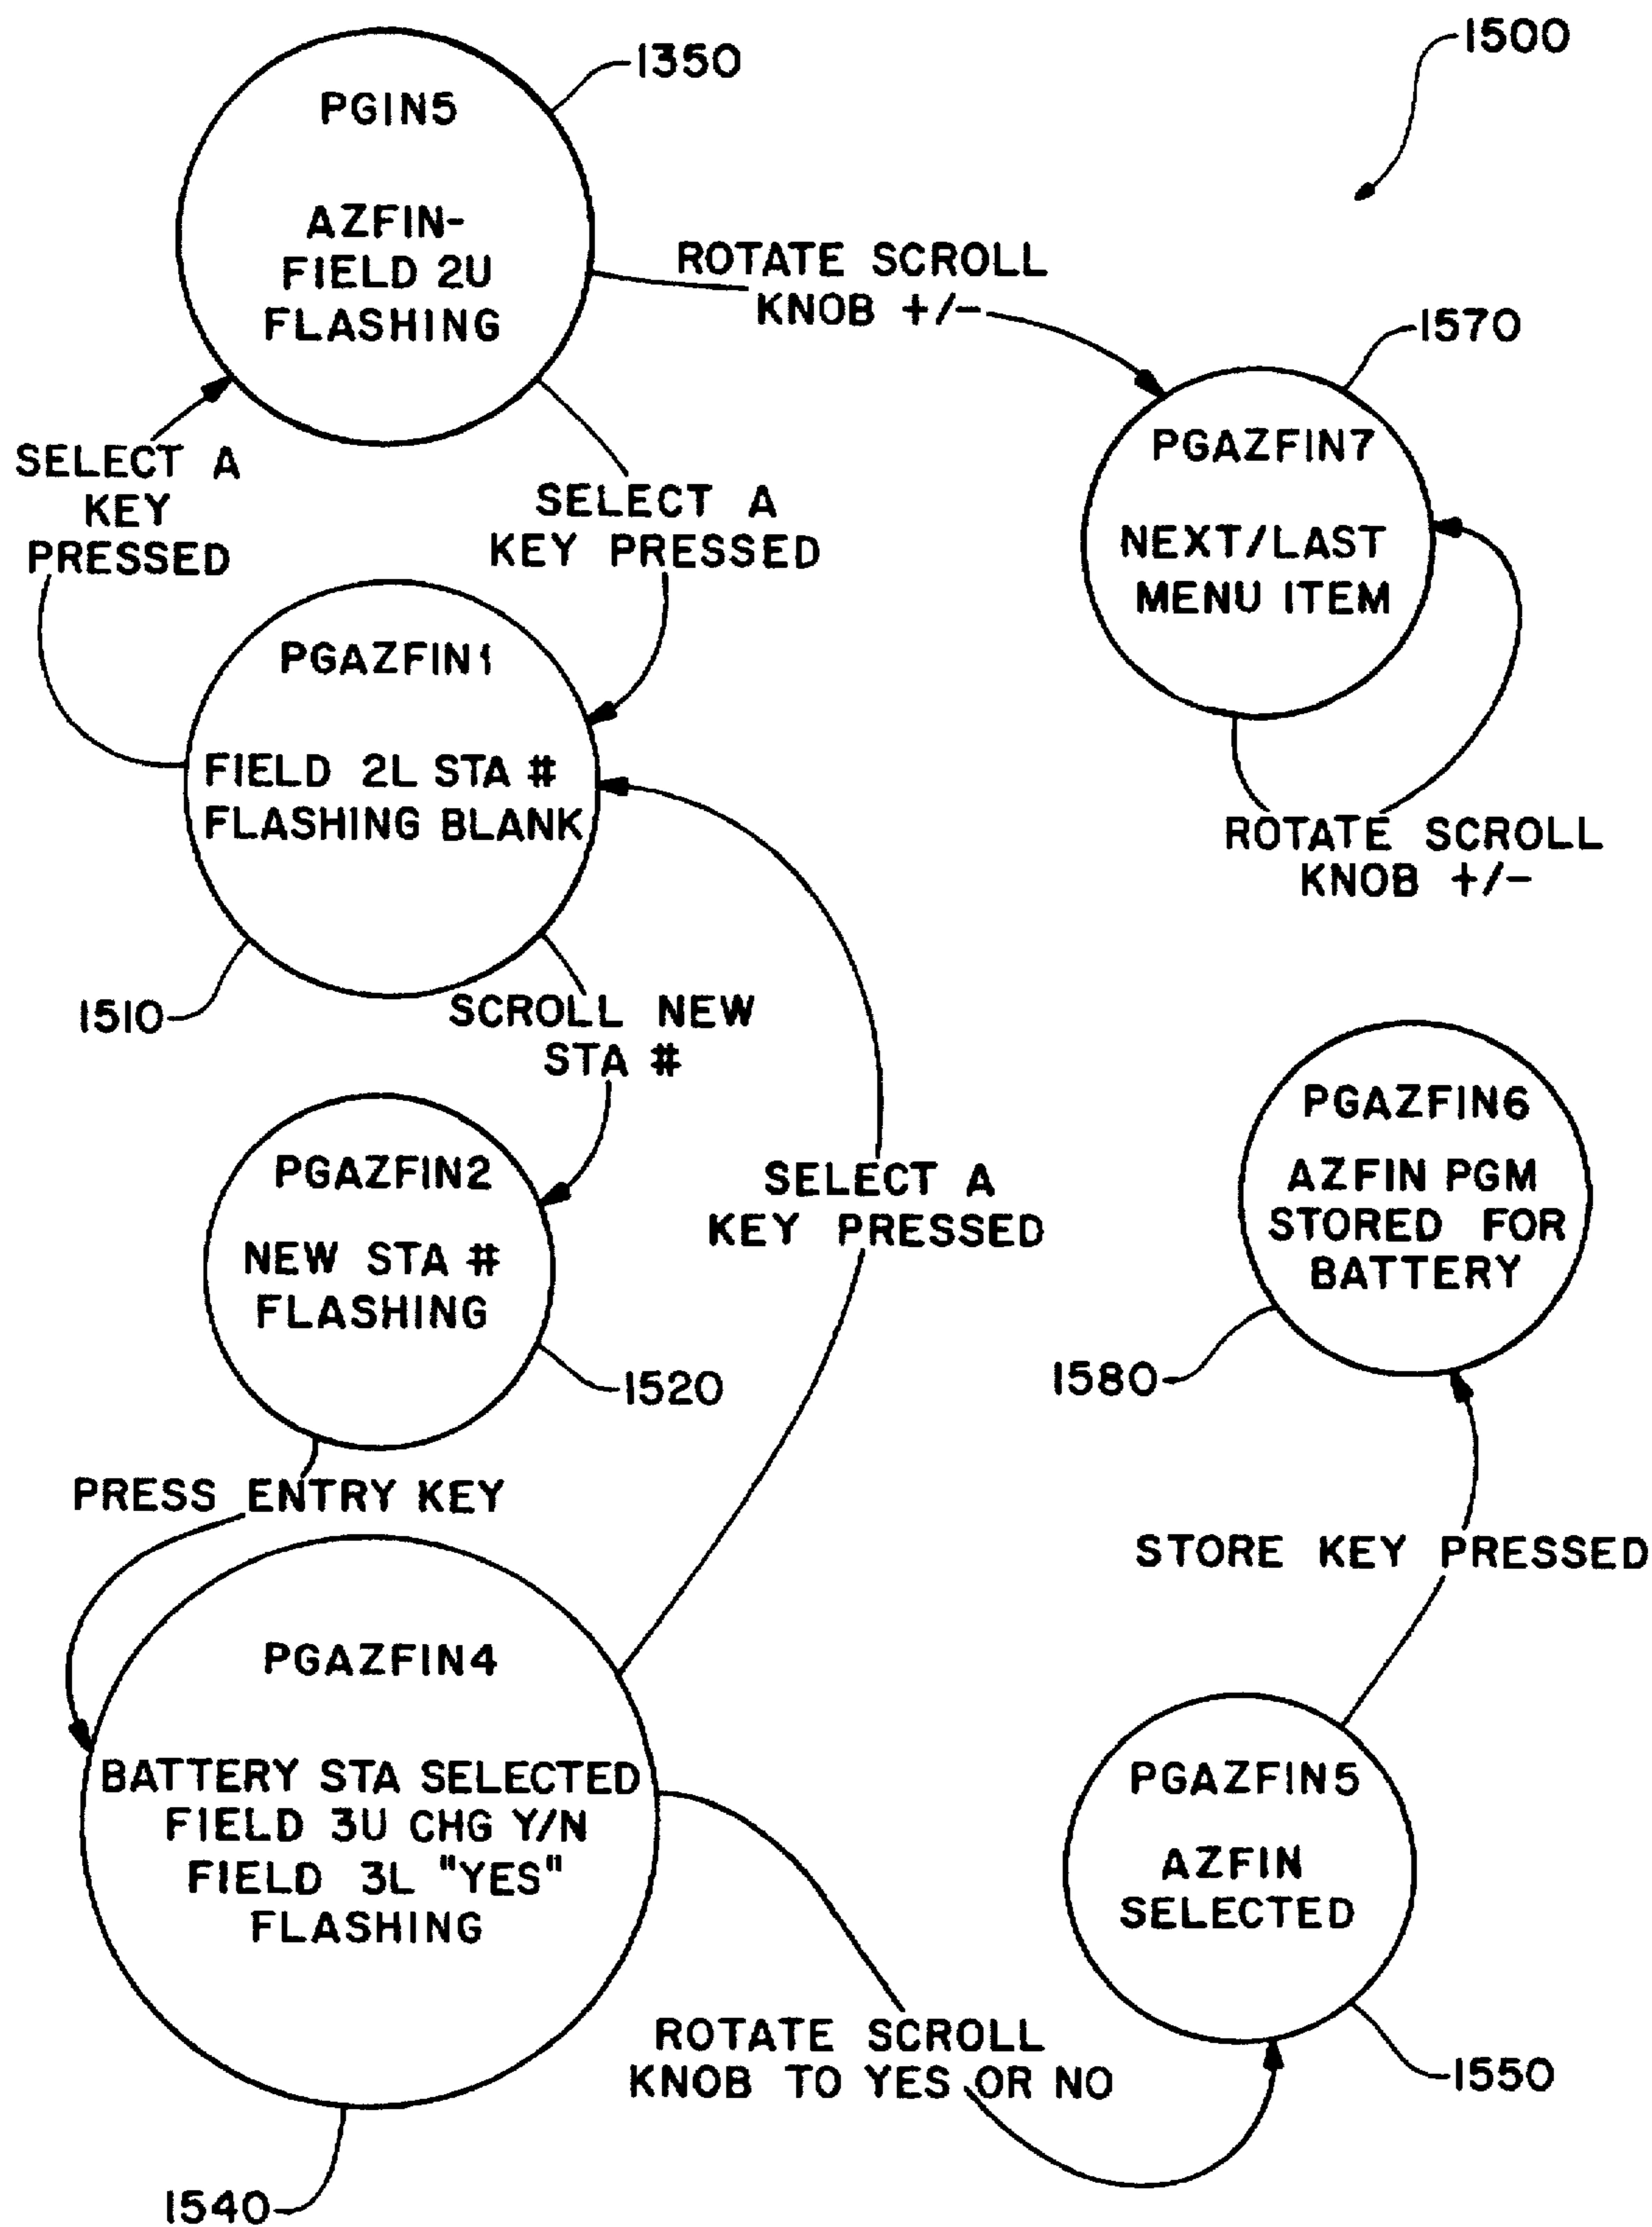 1500
1350
PGIN5
AZFIN-
FIELD 2U
FLASHING
ROTATE SCROLL
KNOB +/-
1570
PGAZFIN7
NEXT/LAST
MENU ITEM
ROTATE SCROLL
KNOB +/-
SELECT A
KEY
PRESSED
SELECT A
KEY PRESSED
PGAZFIN1
FIELD 2L STA #
FLASHING BLANK
1510
SCROLL NEW
STA #
PGAZFIN2
NEW STA #
FLASHING
1520
SELECT A
KEY PRESSED
PGAZFIN6
AZFIN PGM
STORED FOR
BATTERY
1580
PRESS ENTRY KEY
STORE KEY PRESSED
PGAZFIN4
BATTERY STA SELECTED
FIELD 3U CHG Y/N
FIELD 3L "YES"
FLASHING
1540
PGAZFIN5
AZFIN
SELECTED
1550
ROTATE SCROLL
KNOB TO YES OR NO